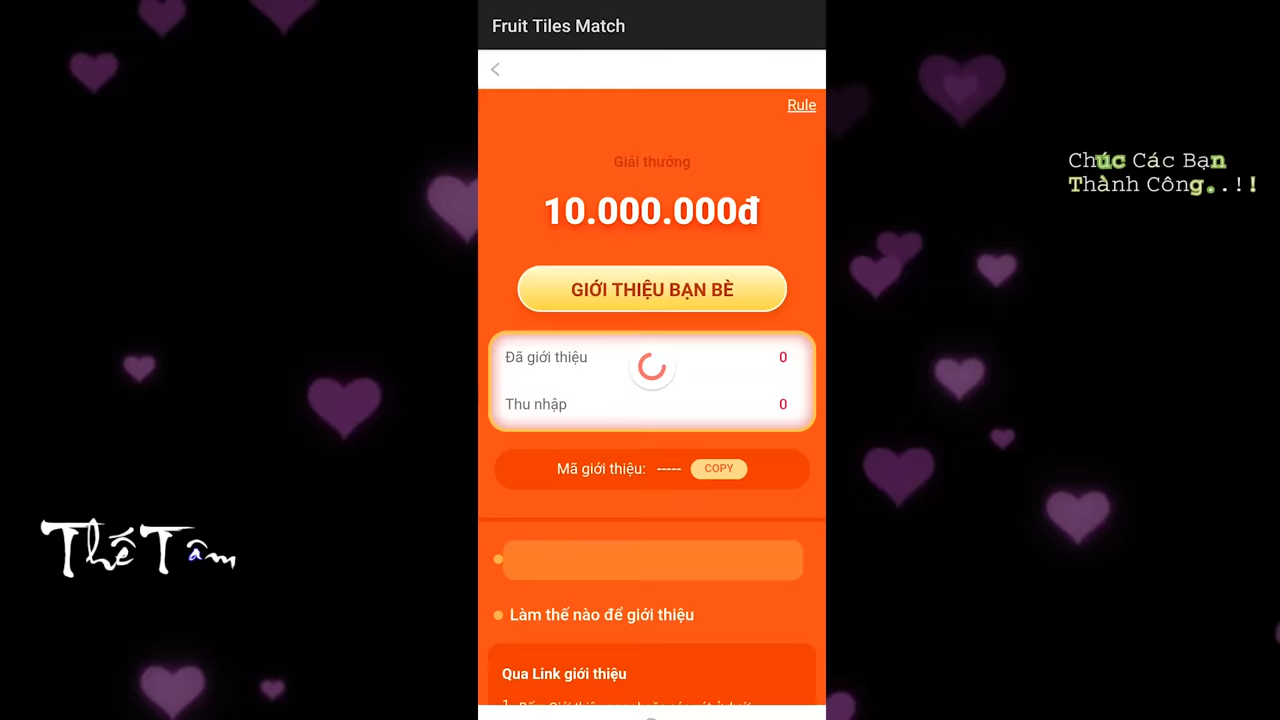 Fruit Tiles Match
Rule
Giải thưởng
10.000.000đ
GIỚI THIỆU BẠN BÈ
Đã giới thiệu 0
Thu nhập 0
Mã giới thiệu: ----- COPY
Làm thế nào để giới thiệu
Qua Link giới thiệu
Chúc Các Bạn
Thành Công..!!
Thế Tâm